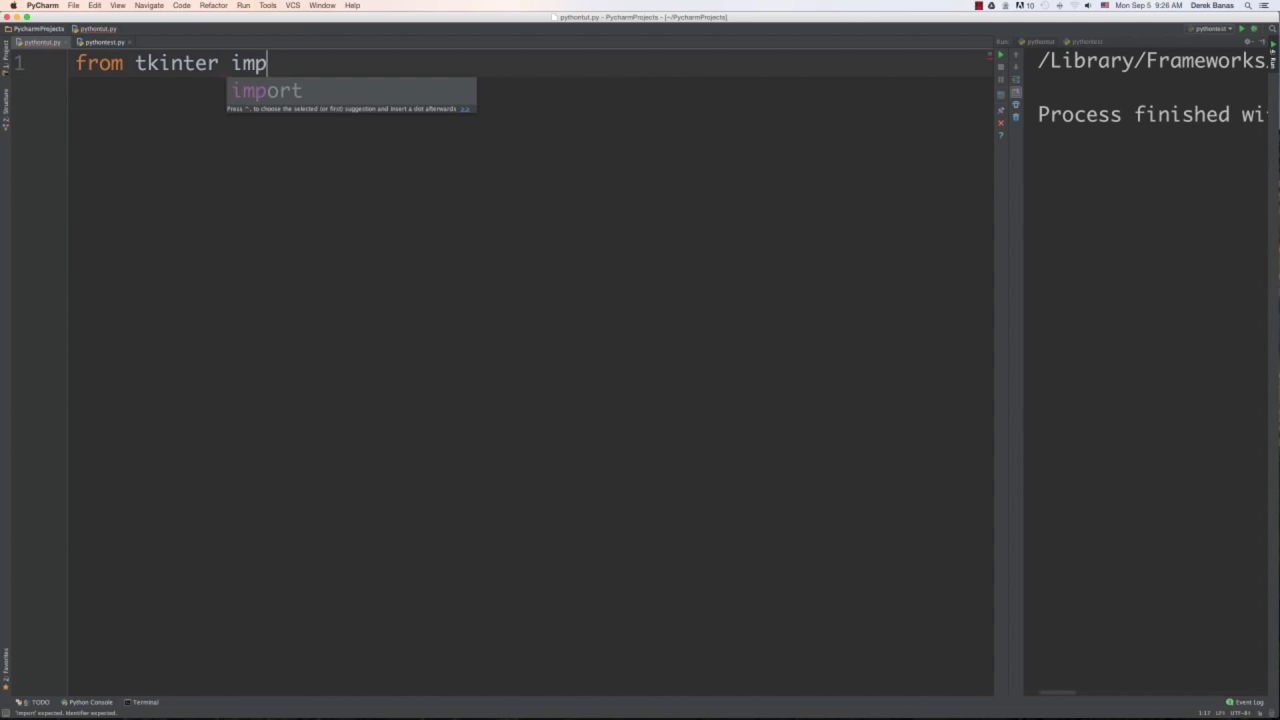 PyCharm File Edit View Navigate Code Refactor Run Tools VCS Window Help 10 Mon Sep 5 9:26 AM Derek Banas
pythontut.py - PycharmProjects - [~/PycharmProjects]
PycharmProjects pythontut.py pythontest
pythontut.py pythontest.py Run: pythontut pythontest
1 from tkinter imp
import
Press ^. to choose the selected (or first) suggestion and insert a dot afterwards >>
/Library/Frameworks
Process finished wi
1: Project
Z: Structure
2: Favorites
4: Run
6: TODO Python Console Terminal Event Log
'import' expected. Identifier expected. 1:17 LF÷ UTF-8÷